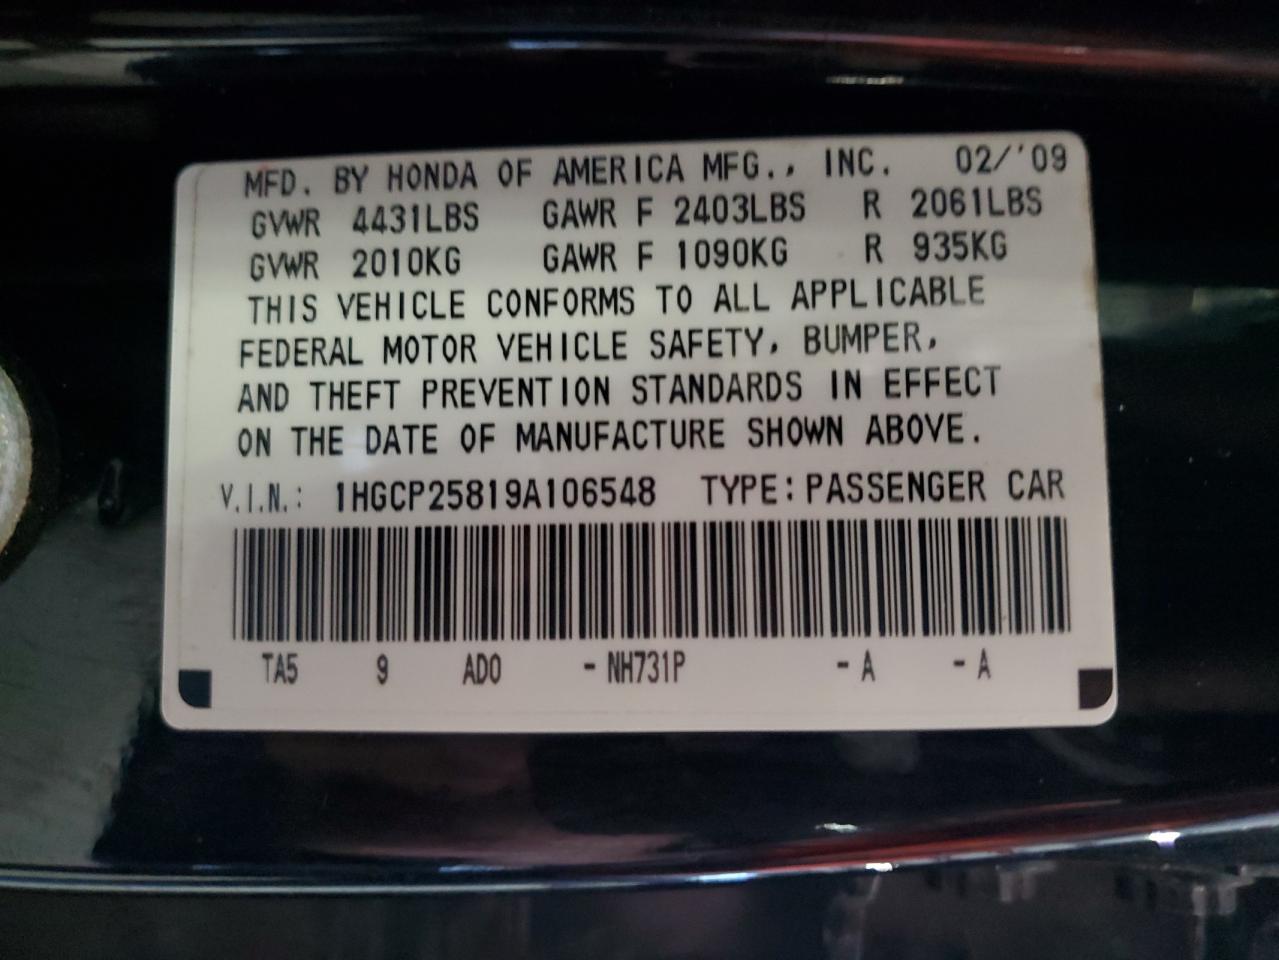 MFD. BY HONDA OF AMERICA MFG., INC. 02/'09
GVWR 4431LBS GAWR F 2403LBS R 2061LBS
GVWR 2010KG GAWR F 1090KG R 935KG
THIS VEHICLE CONFORMS TO ALL APPLICABLE
FEDERAL MOTOR VEHICLE SAFETY, BUMPER,
AND THEFT PREVENTION STANDARDS IN EFFECT
ON THE DATE OF MANUFACTURE SHOWN ABOVE.
V.I.N.: 1HGCP25819A106548 TYPE: PASSENGER CAR
TA5 9 AD0 - NH731P - A - A